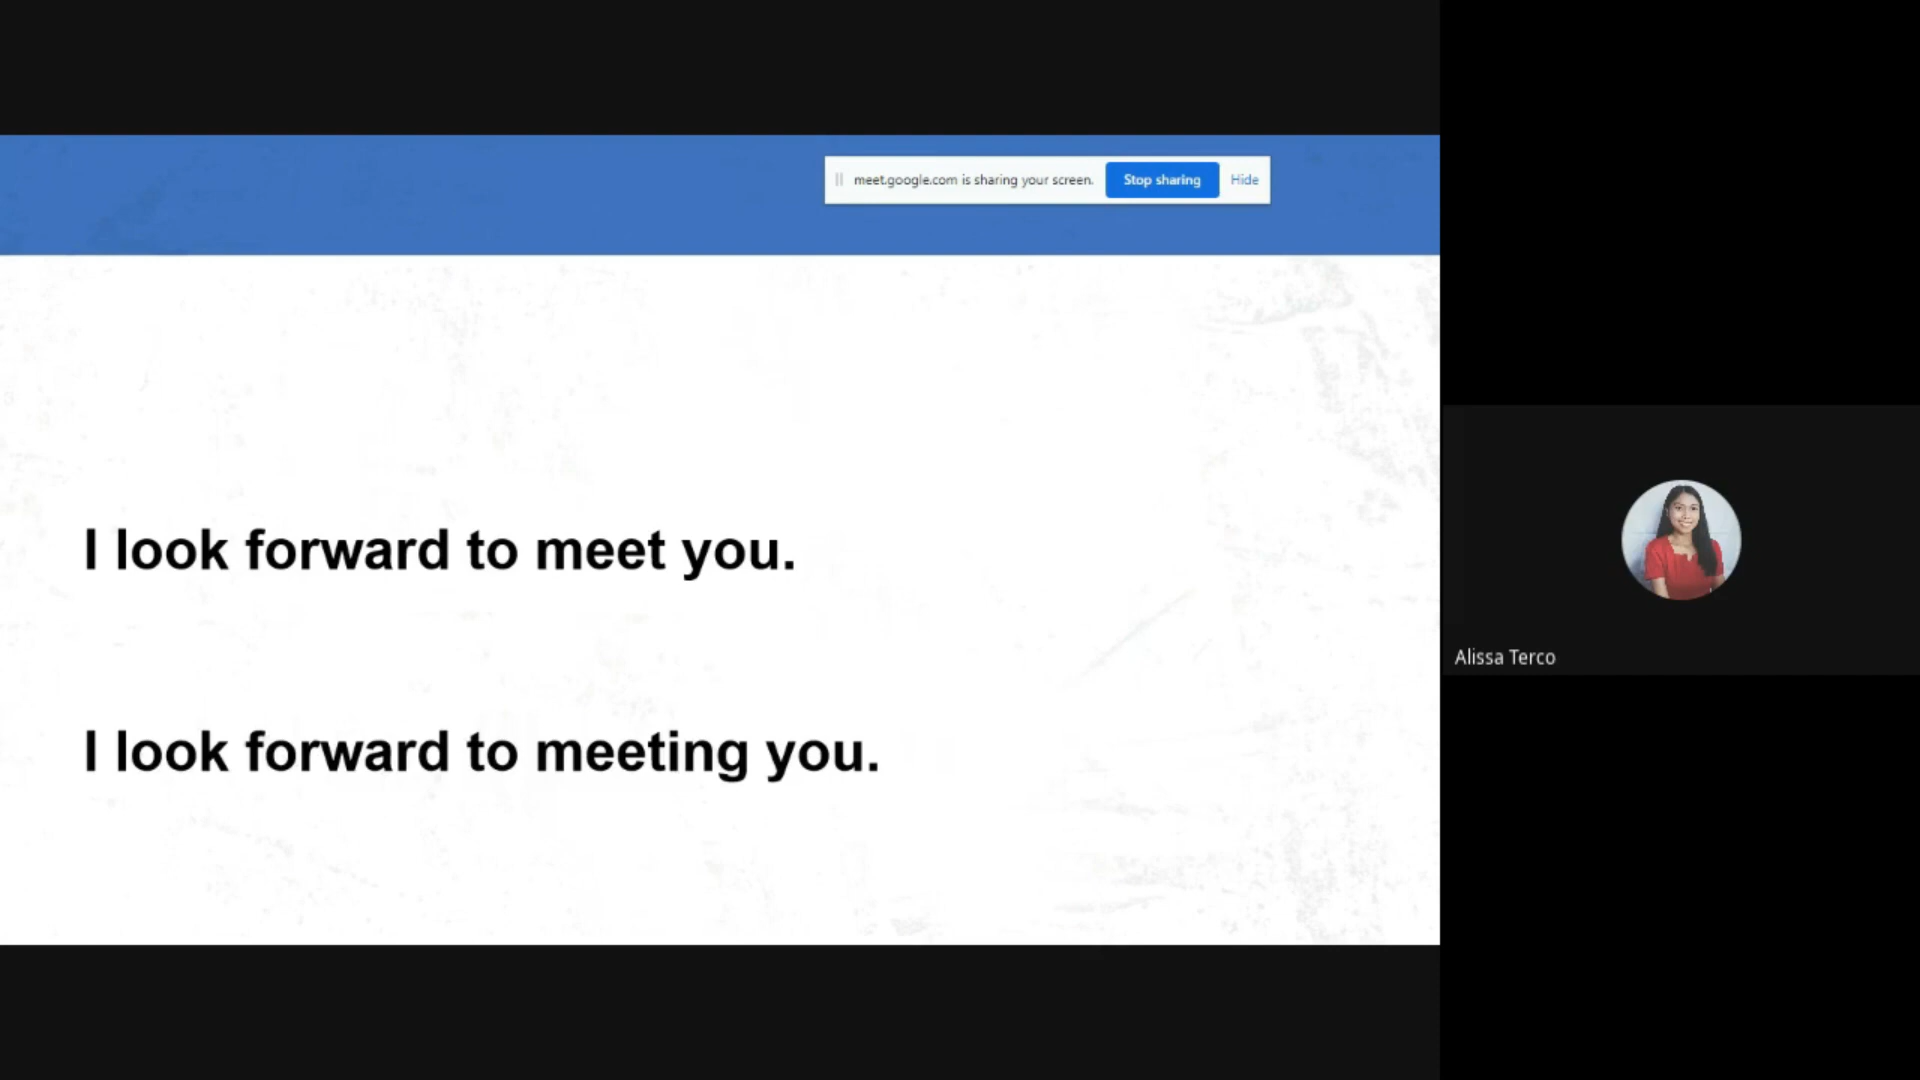 meet.google.com is sharing your screen. Stop sharing Hide
I look forward to meet you.
I look forward to meeting you.
Alissa Terco